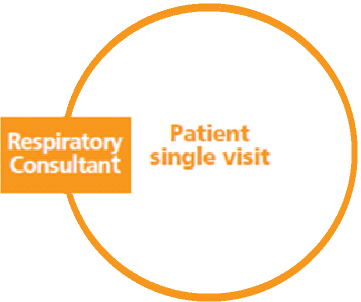 Respiratory
Consultant
Patient
single visit